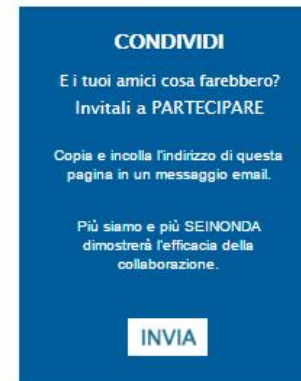 CONDIVIDI
E i tuoi amici cosa farebbero?
Invitali a PARTECIPARE
Copia e incolla l'indirizzo di questa
pagina in un messaggio email.
Più siamo e più SEINONDA
dimostrerà l'efficacia della
collaborazione.
INVIA